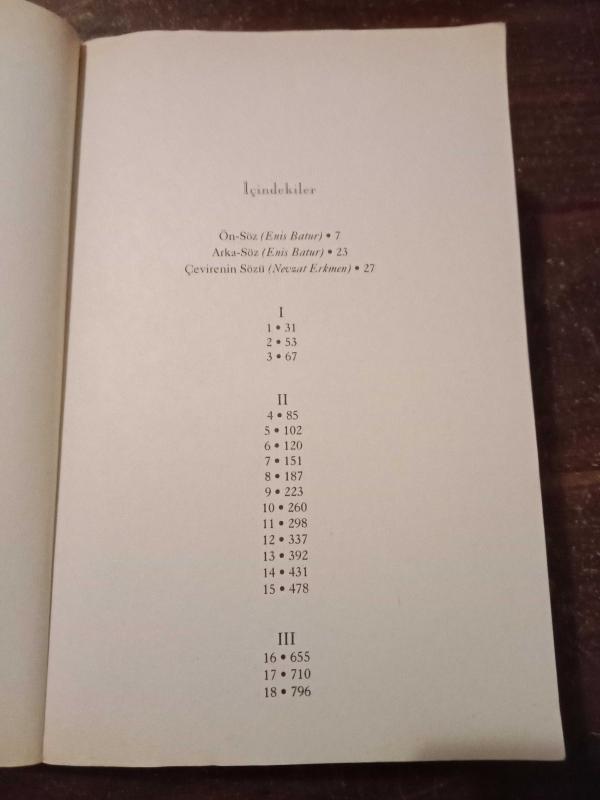 İçindekiler
Ön-Söz (Enis Batur) • 7
Arka-Söz (Enis Batur) • 23
Çevirenin Sözü (Nevzat Erkmen) • 27
I
1 • 31
2 • 53
3 • 67
II
4 • 85
5 • 102
6 • 120
7 • 151
8 • 187
9 • 223
10 • 260
11 • 298
12 • 337
13 • 392
14 • 431
15 • 478
III
16 • 655
17 • 710
18 • 796